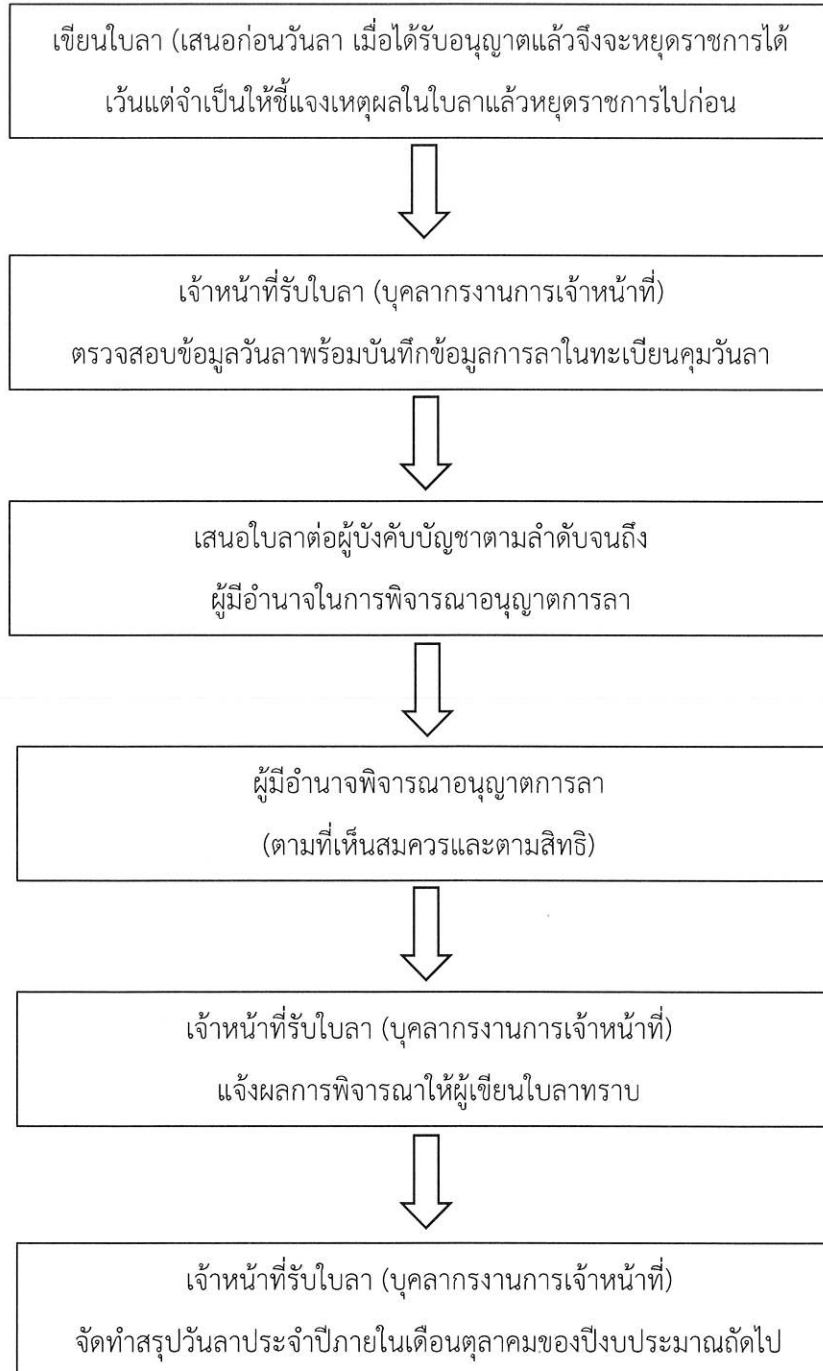 เขียนใบลา (เสนอก่อนวันลา เมื่อได้รับอนุญาตแล้วจึงจะหยุดราชการได้
เว้นแต่จำเป็นให้ชี้แจงเหตุผลในใบลาแล้วหยุดราชการไปก่อน
เจ้าหน้าที่รับใบลา (บุคลากรงานการเจ้าหน้าที่)
ตรวจสอบข้อมูลวันลาพร้อมบันทึกข้อมูลการลาในทะเบียนคุมวันลา
เสนอใบลาต่อผู้บังคับบัญชาตามลำดับจนถึง
ผู้มีอำนาจในการพิจารณาอนุญาตการลา
ผู้มีอำนาจพิจารณาอนุญาตการลา
(ตามที่เห็นสมควรและตามสิทธิ)
เจ้าหน้าที่รับใบลา (บุคลากรงานการเจ้าหน้าที่)
แจ้งผลการพิจารณาให้ผู้เขียนใบลาทราบ
เจ้าหน้าที่รับใบลา (บุคลากรงานการเจ้าหน้าที่)
จัดทำสรุปวันลาประจำปีภายในเดือนตุลาคมของปีงบประมาณถัดไป